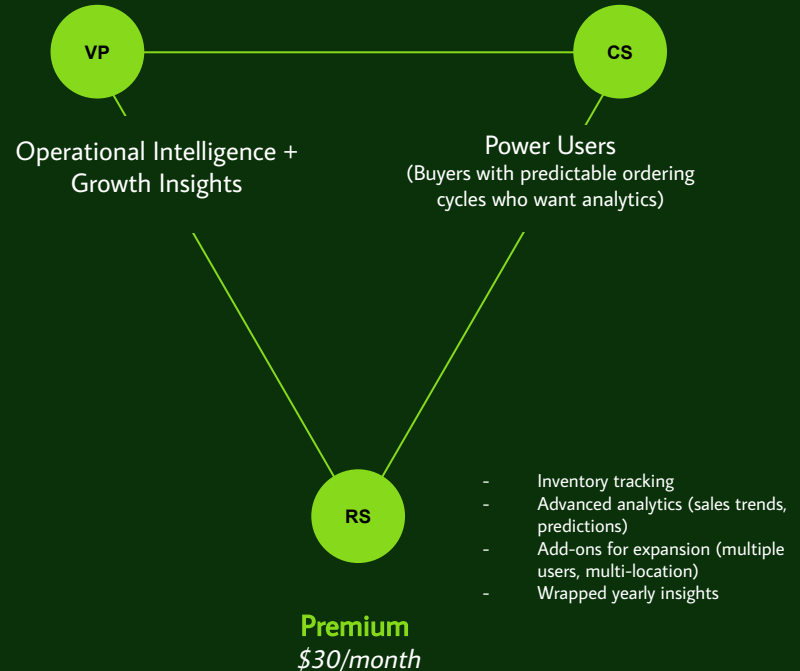 VP
CS
Operational Intelligence +
Growth Insights
Power Users
(Buyers with predictable ordering
cycles who want analytics)
RS
- Inventory tracking
- Advanced analytics (sales trends,
predictions)
- Add-ons for expansion (multiple
users, multi-location)
- Wrapped yearly insights
Premium
$30/month